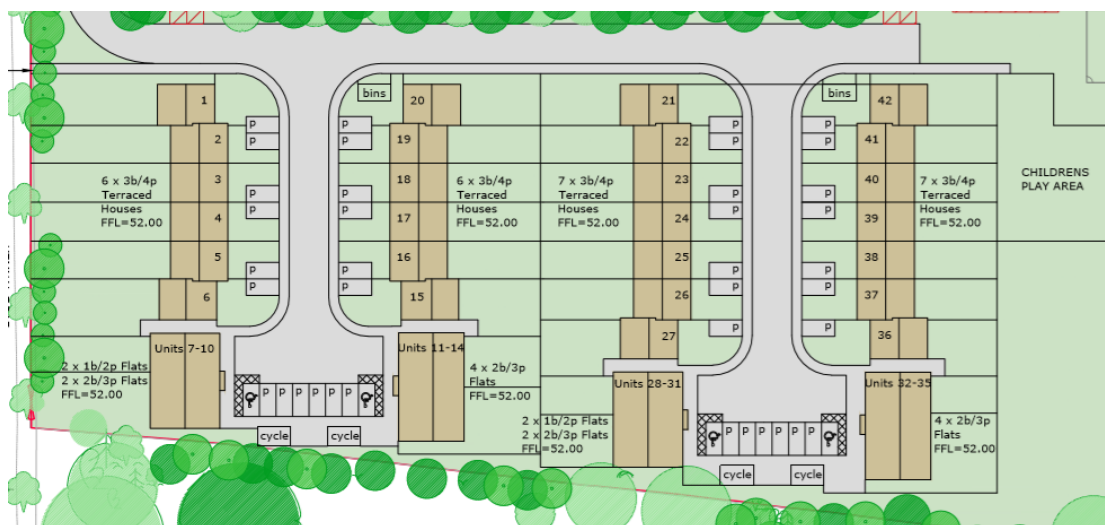 bins
bins
1
20
21
42
P
P
P
P
P
P
P
P
2
19
22
41
6 x 3b/4p
Terraced
Houses
FFL=52.00
3
18
6 x 3b/4p
Terraced
Houses
FFL=52.00
7 x 3b/4p
Terraced
Houses
FFL=52.00
23
40
7 x 3b/4p
Terraced
Houses
FFL=52.00
CHILDRENS
PLAY AREA
P
P
P
P
P
P
P
P
4
17
24
39
5
16
25
38
P
P
P
P
P
P
P
P
6
15
26
37
27
P
P
36
Units 7-10
2 x 1b/2p Flats
2 x 2b/3p Flats
FFL=52.00
Units 11-14
4 x 2b/3p
Flats
FFL=52.00
P P P P P P
cycle
cycle
Units 28-31
2 x 1b/2p Flats
2 x 2b/3p Flats
FFL=52.00
Units 32-35
4 x 2b/3p
Flats
FFL=52.00
P P P P P P
cycle
cycle